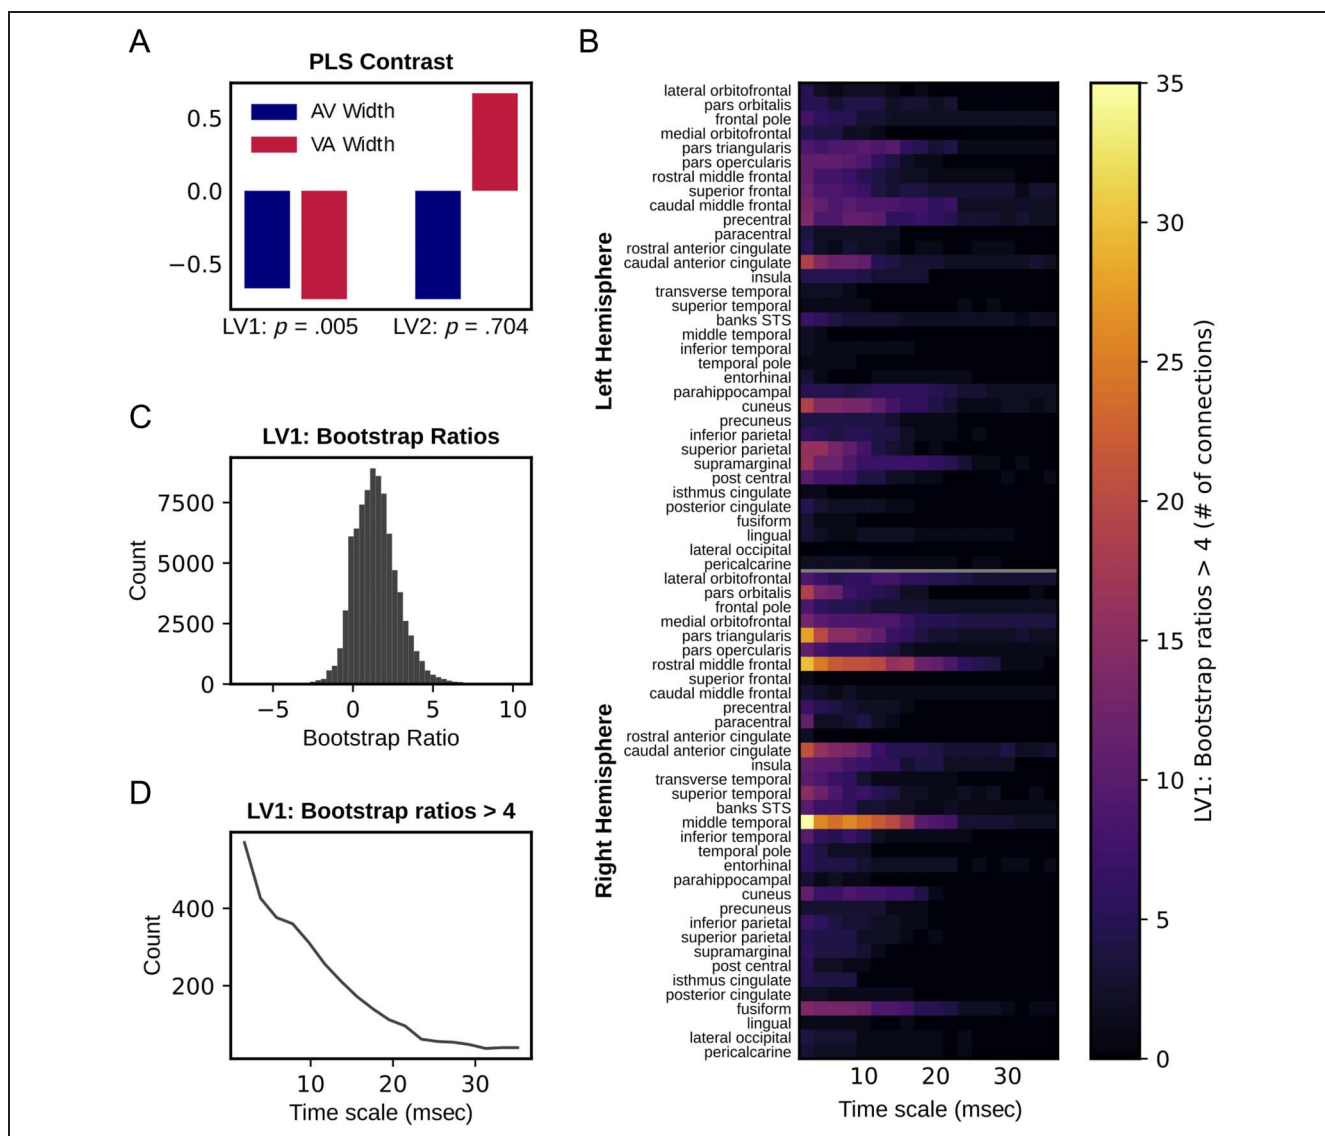 A
PLS Contrast
0.5
0.0
−0.5
AV Width
VA Width
LV1: p = .005
LV2: p = .704
C
LV1: Bootstrap Ratios
7500
5000
2500
0
Count
−5
0
5
10
Bootstrap Ratio
D
LV1: Bootstrap ratios > 4
400
200
Count
10
20
30
Time scale (msec)
B
Left Hemisphere
lateral orbitofrontal
pars orbitalis
frontal pole
medial orbitofrontal
pars triangularis
pars opercularis
rostral middle frontal
superior frontal
caudal middle frontal
precentral
paracentral
rostral anterior cingulate
caudal anterior cingulate
insula
transverse temporal
superior temporal
banks STS
middle temporal
inferior temporal
temporal pole
entorhinal
parahippocampal
cuneus
precuneus
inferior parietal
superior parietal
supramarginal
post central
isthmus cingulate
posterior cingulate
fusiform
lingual
lateral occipital
pericalcarine
Right Hemisphere
lateral orbitofrontal
pars orbitalis
frontal pole
medial orbitofrontal
pars triangularis
pars opercularis
rostral middle frontal
superior frontal
caudal middle frontal
precentral
paracentral
rostral anterior cingulate
caudal anterior cingulate
insula
transverse temporal
superior temporal
banks STS
middle temporal
inferior temporal
temporal pole
entorhinal
parahippocampal
cuneus
precuneus
inferior parietal
superior parietal
supramarginal
post central
isthmus cingulate
posterior cingulate
fusiform
lingual
lateral occipital
pericalcarine
10
20
30
Time scale (msec)
35
30
25
20
15
10
5
0
LV1: Bootstrap ratios > 4 (# of connections)